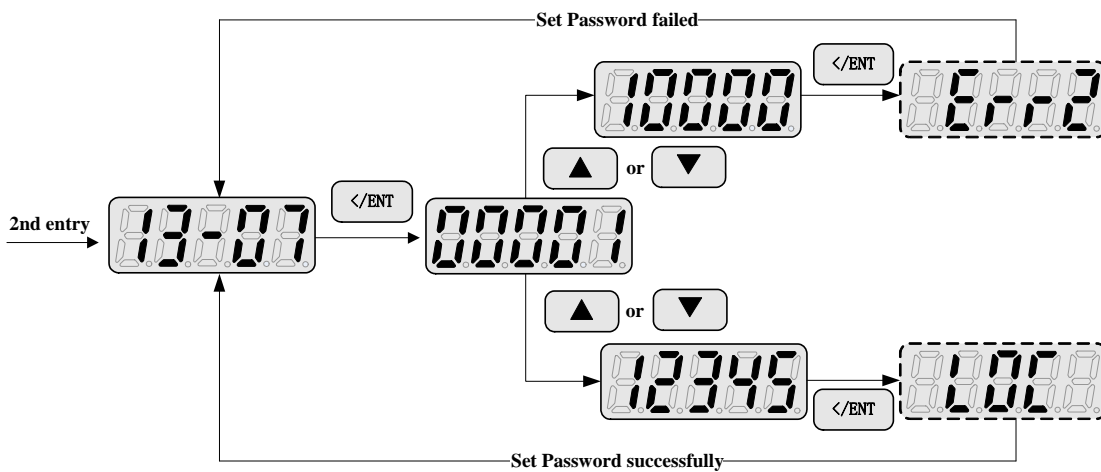 Set Password failed
10000
</ENT
Err2
▲ or ▼
2nd entry
13-07
</ENT
00001
▲ or ▼
12345
</ENT
LOC
Set Password successfully